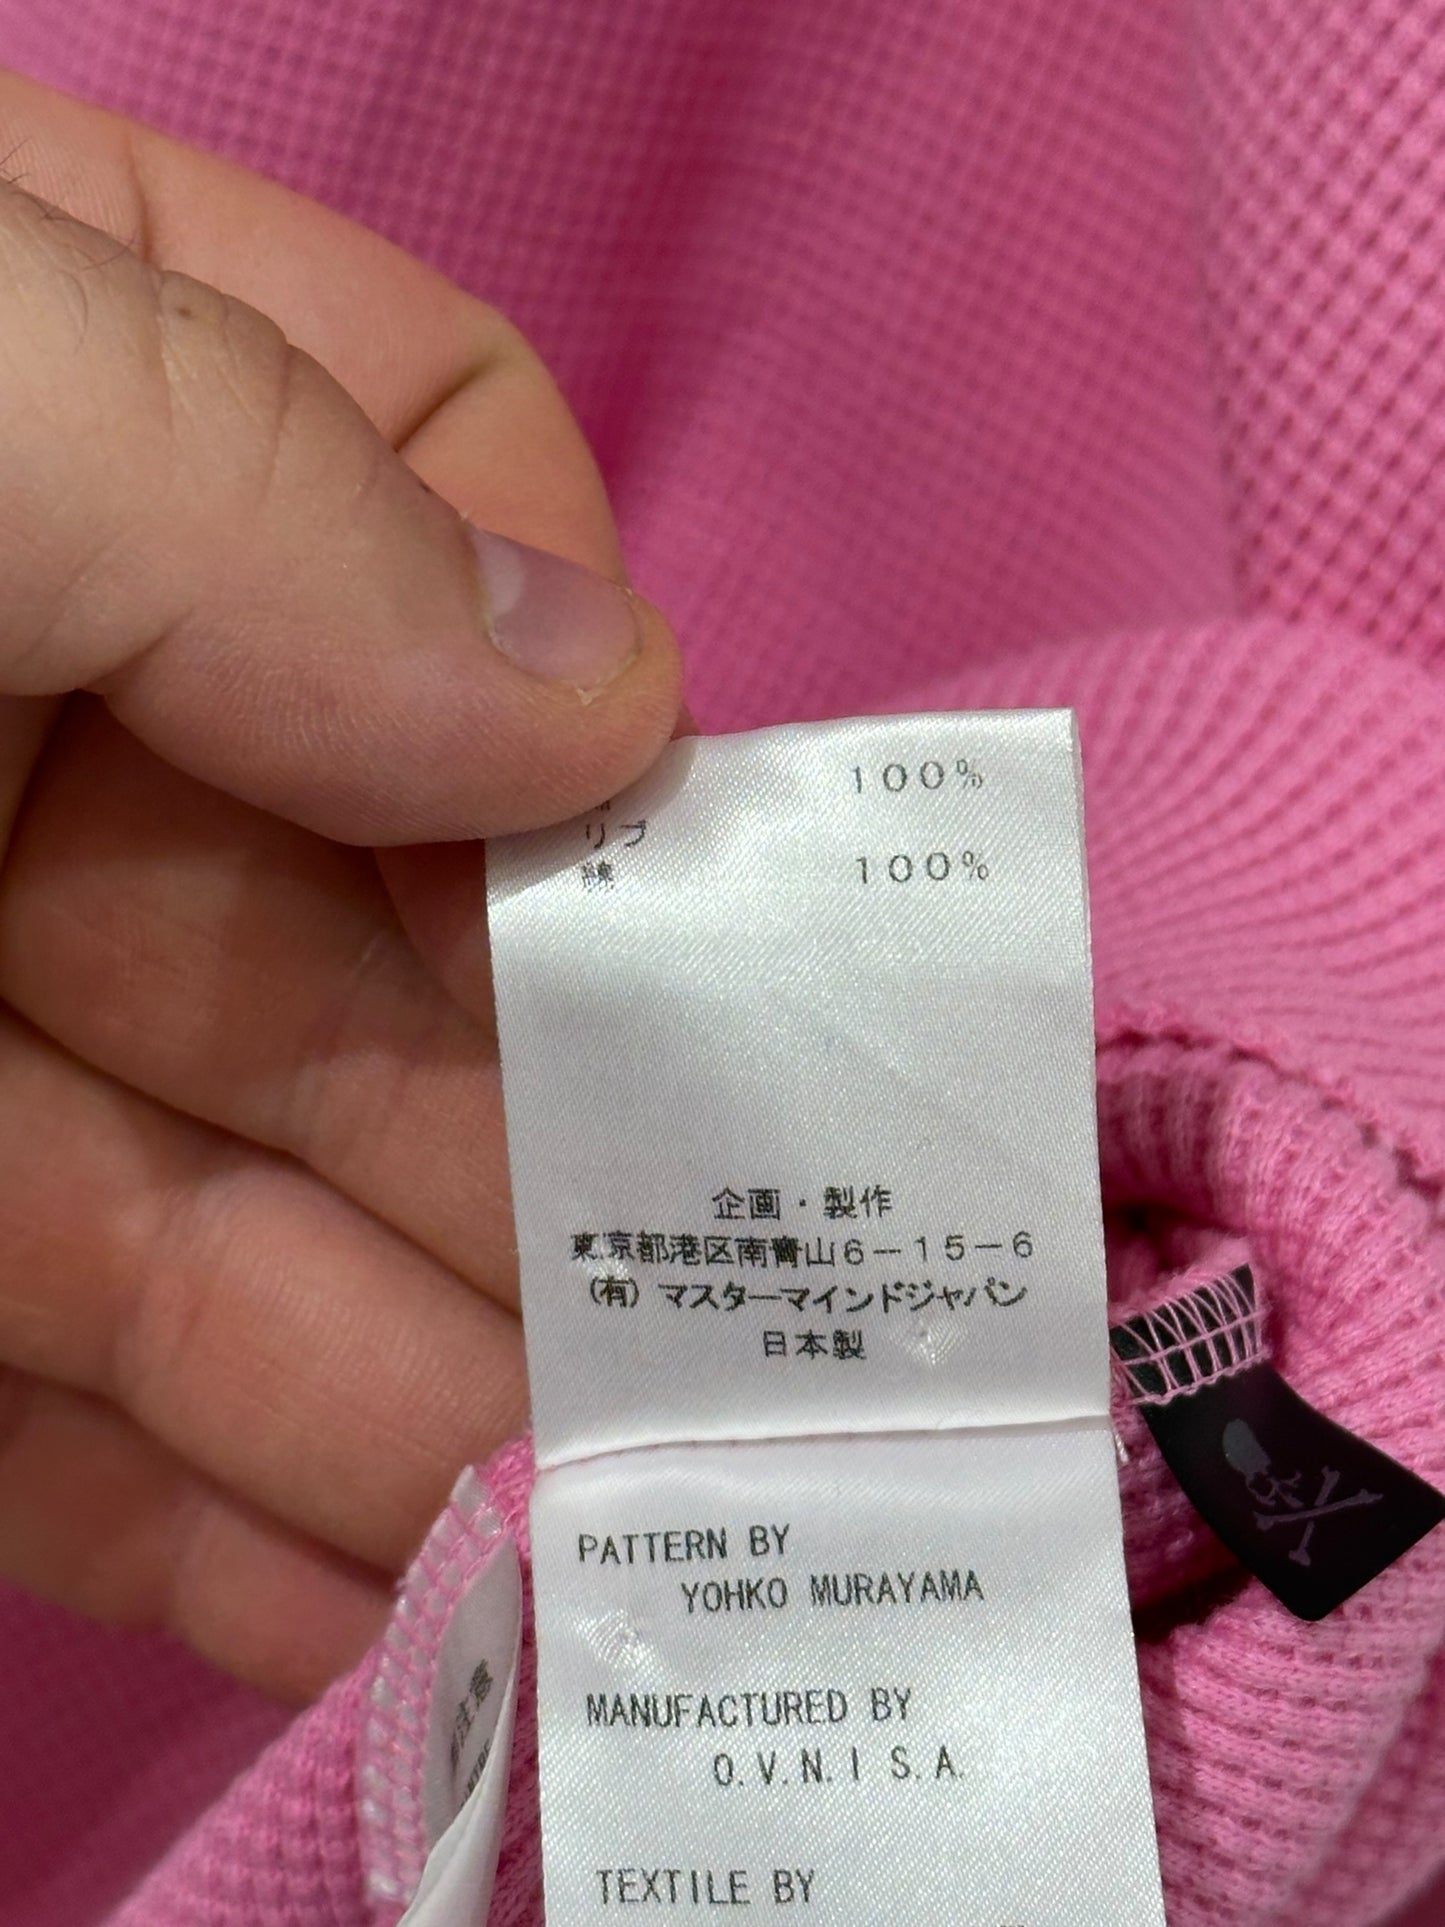 100%
リブ
綿 100%
企画・製作
東京都港区南青山6－15－6
(有) マスターマインドジャパン
日本製
PATTERN BY
YOHKO MURAYAMA
MANUFACTURED BY
O.V.N.I S.A.
TEXTILE BY